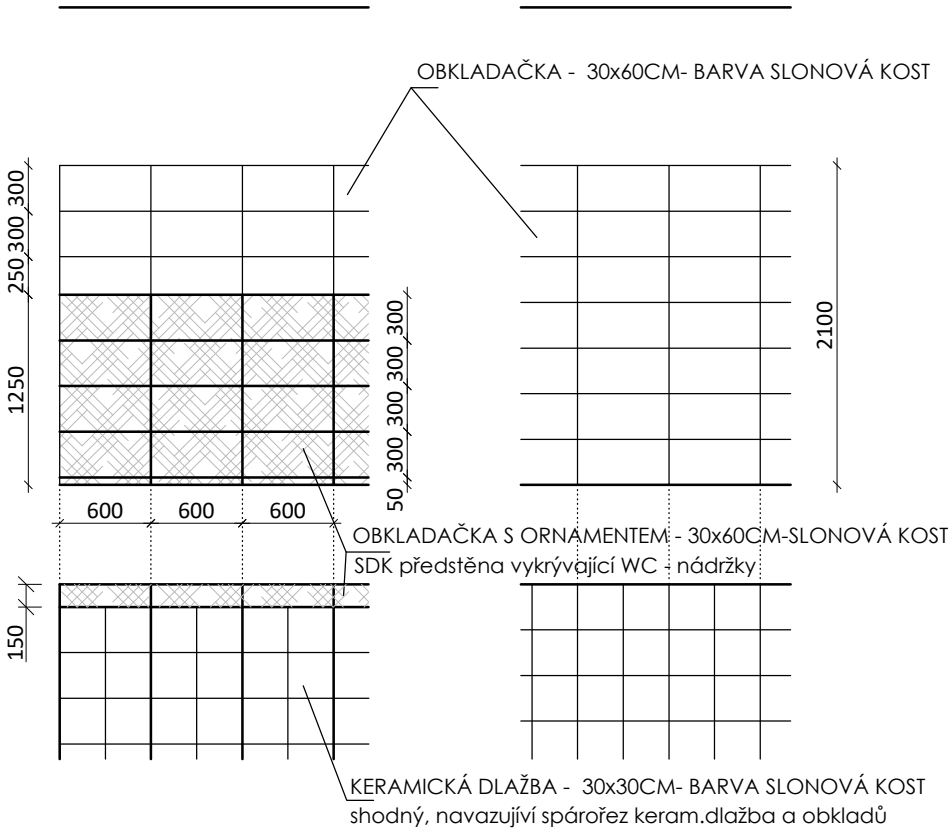 OBKLADAČKA - 30x60CM- BARVA SLONOVÁ KOST
300
300
250
1250
300
300
300
300
50
2100
600
600
600
OBKLADAČKA S ORNAMENTEM - 30x60CM-SLONOVÁ KOST
SDK předstěna vykrývající WC - nádržky
150
KERAMICKÁ DLAŽBA - 30x30CM- BARVA SLONOVÁ KOST
shodný, navazujíví spárořez keram.dlažba a obkladů